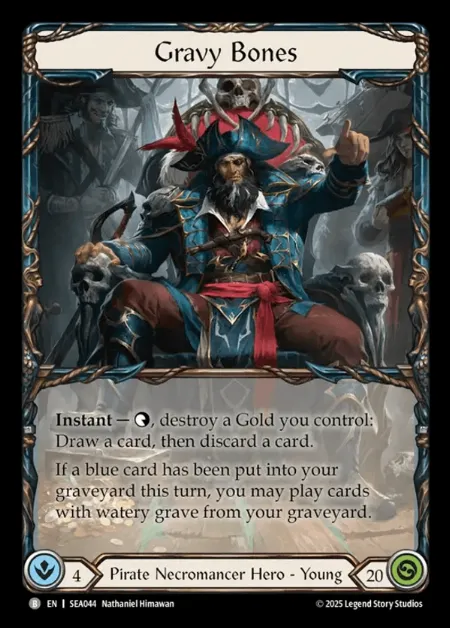 Gravy Bones
Instant — , destroy a Gold you control:
Draw a card, then discard a card.
If a blue card has been put into your
graveyard this turn, you may play cards
with watery grave from your graveyard.
4 Pirate Necromancer Hero - Young 20
B EN | SEA044 Nathaniel Himawan © 2025 Legend Story Studios